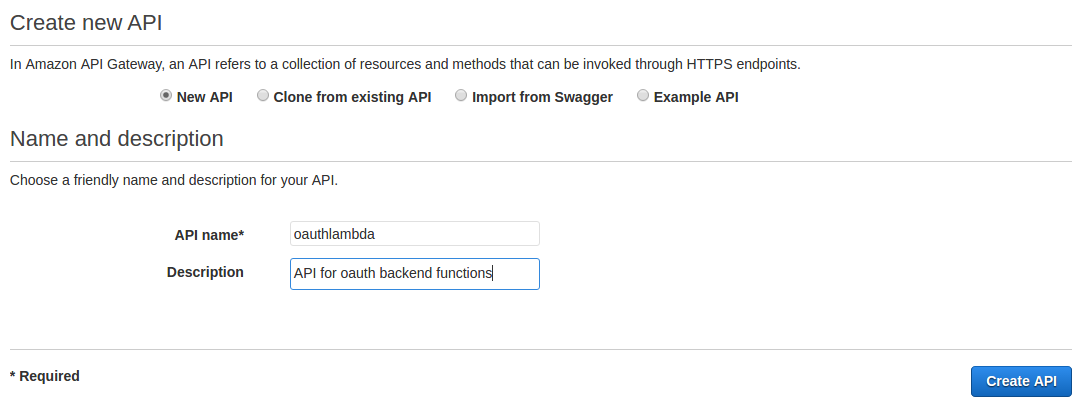 Create new API
In Amazon API Gateway, an API refers to a collection of resources and methods that can be invoked through HTTPS endpoints.
New API Clone from existing API Import from Swagger Example API
Name and description
Choose a friendly name and description for your API.
API name* oauthlambda
Description API for oauth backend functions
* Required Create API